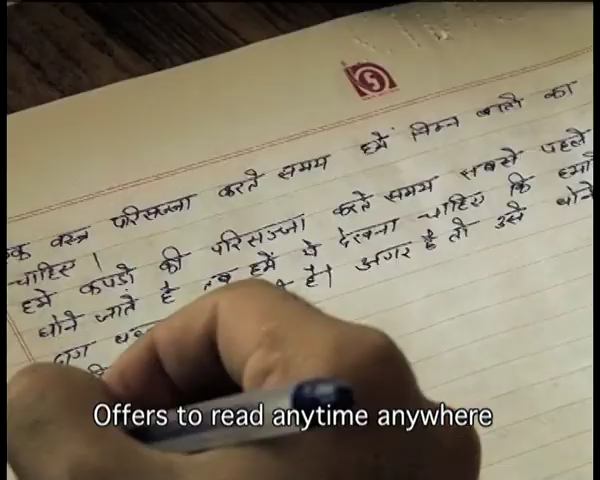 वस्त्र परिसज्जा करते समय हमें निम्न बातो का
चाहिए।
हमें कपडो की परिसज्जा करते समय सबसे पहले
धोने जाते है तब हमें ये देखना चाहिए कि हमारे
दाग है। अगर है तो उसे धोने
Offers to read anytime anywhere